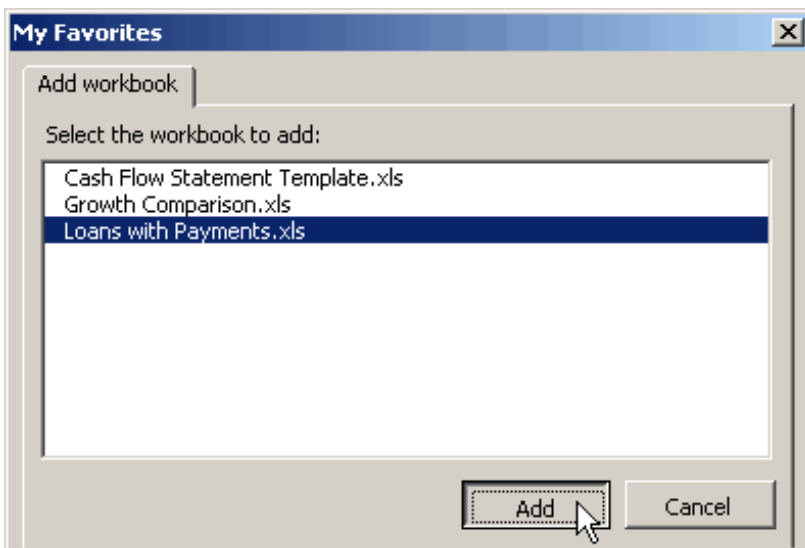 My Favorites
Add workbook
Select the workbook to add:
Cash Flow Statement Template.xls
Growth Comparison.xls
Loans with Payments.xls
Add
Cancel